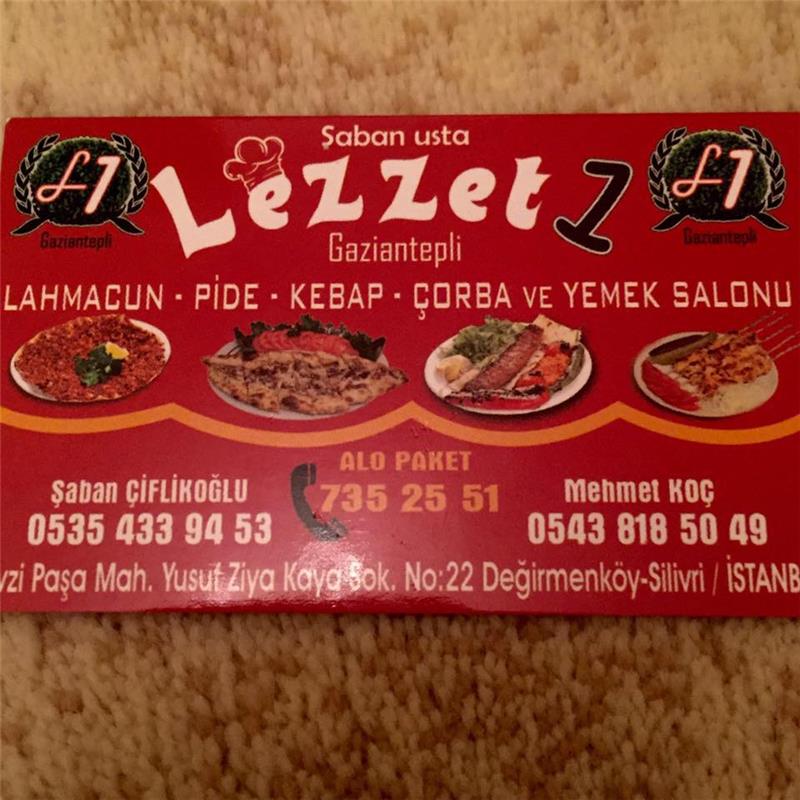 Şaban usta
Lezzet 1
Gaziantepli
L1
Gaziantepli
L1
Gaziantepli
LAHMACUN - PİDE - KEBAP - ÇORBA VE YEMEK SALONU
ALO PAKET
735 25 51
Şaban ÇİFLİKOĞLU
0535 433 94 53
Mehmet KOÇ
0543 818 50 49
vzi Paşa Mah. Yusuf Ziya Kaya Sok. No:22 Değirmenköy-Silivri / İSTANB